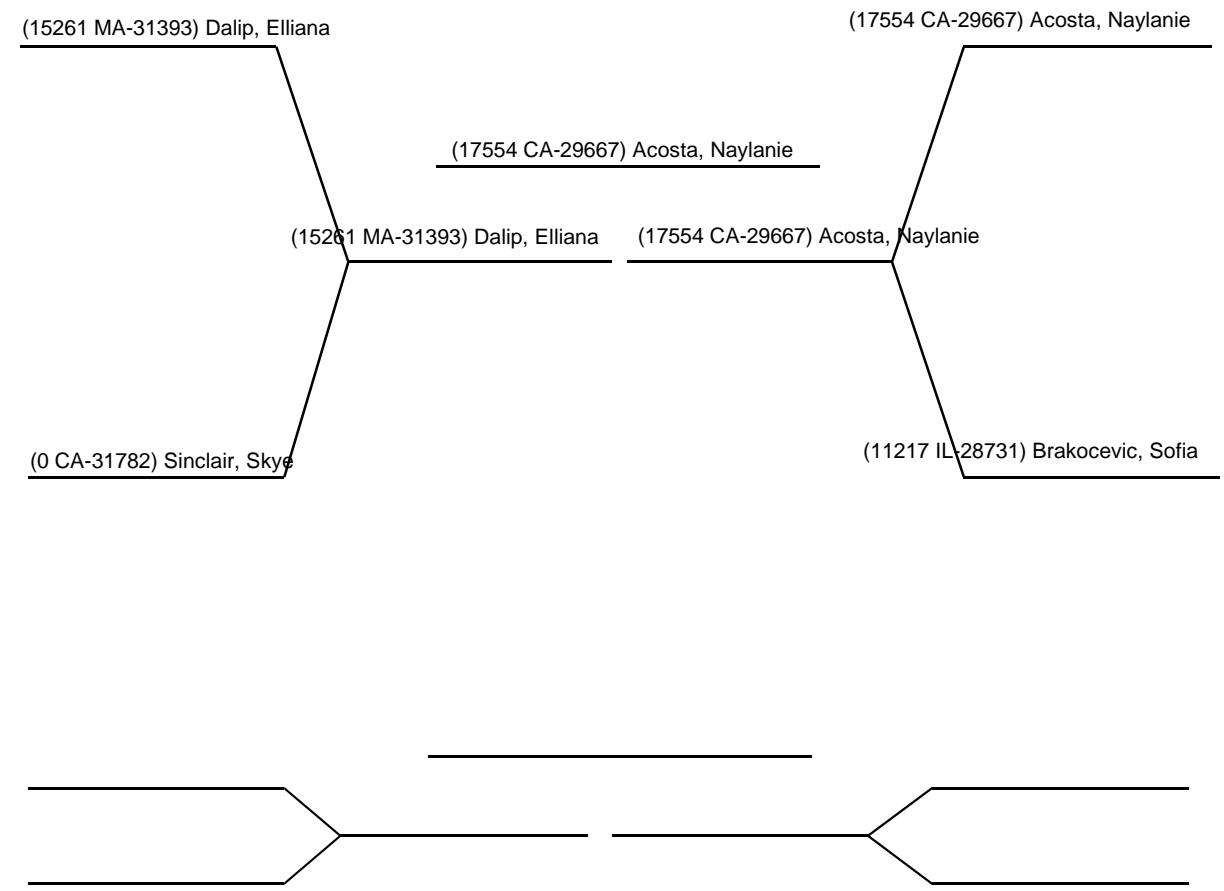 (15261 MA-31393) Dalip, Elliana
(17554 CA-29667) Acosta, Naylanie
(17554 CA-29667) Acosta, Naylanie
(15261 MA-31393) Dalip, Elliana
(17554 CA-29667) Acosta, Naylanie
(0 CA-31782) Sinclair, Skye
(11217 IL-28731) Brakocevic, Sofia